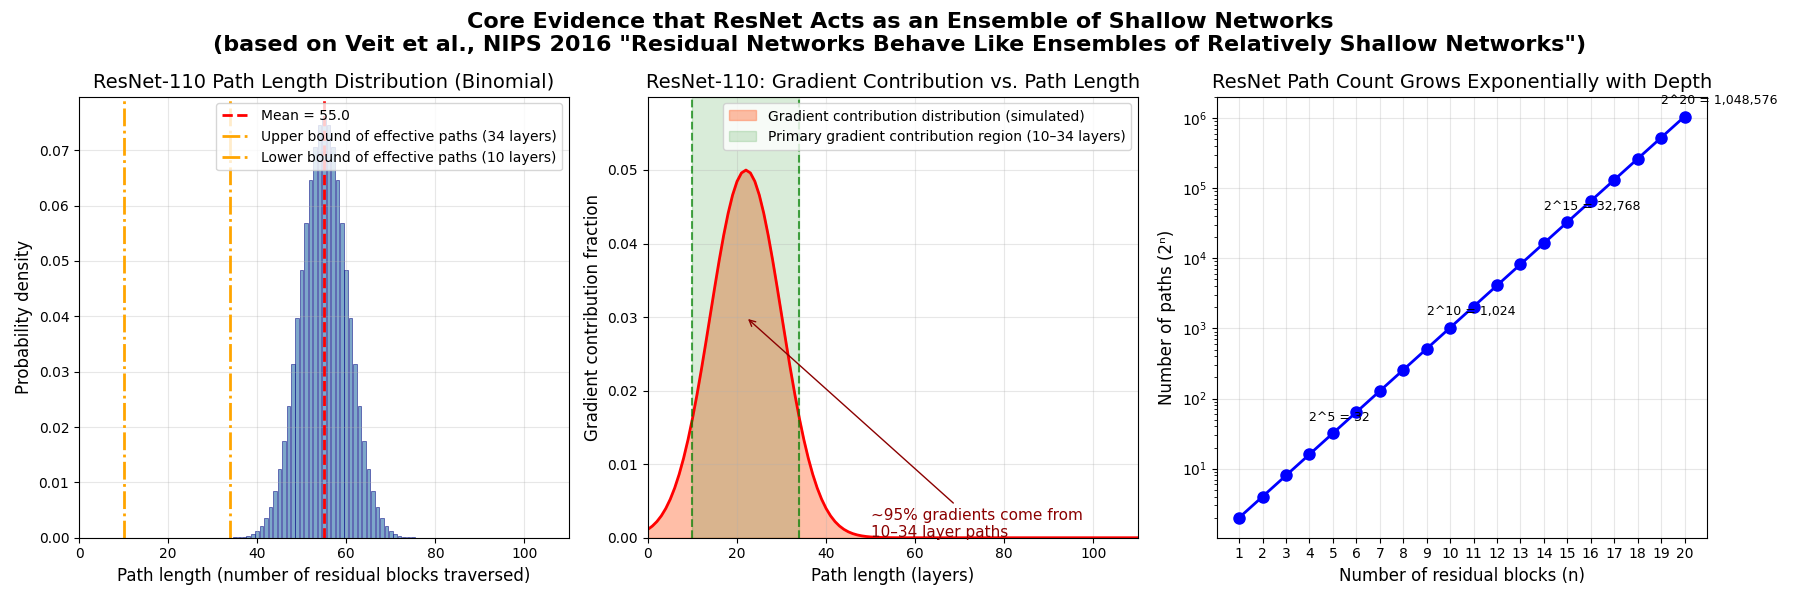 Core Evidence that ResNet Acts as an Ensemble of Shallow Networks
(based on Veit et al., NIPS 2016 "Residual Networks Behave Like Ensembles of Relatively Shallow Networks")
ResNet-110 Path Length Distribution (Binomial)
Mean = 55.0
Upper bound of effective paths (34 layers)
Lower bound of effective paths (10 layers)
Probability density
0.07
0.06
0.05
0.04
0.03
0.02
0.01
0.00
0 20 40 60 80 100
Path length (number of residual blocks traversed)
ResNet-110: Gradient Contribution vs. Path Length
Gradient contribution distribution (simulated)
Primary gradient contribution region (10–34 layers)
Gradient contribution fraction
0.05
0.04
0.03
0.02
0.01
0.00
~95% gradients come from
10–34 layer paths
0 20 40 60 80 100
Path length (layers)
ResNet Path Count Grows Exponentially with Depth
2^20 = 1,048,576
2^15 = 32,768
2^10 = 1,024
2^5 = 32
Number of paths (2ⁿ)
10⁶
10⁵
10⁴
10³
10²
10¹
1 2 3 4 5 6 7 8 9 10 11 12 13 14 15 16 17 18 19 20
Number of residual blocks (n)